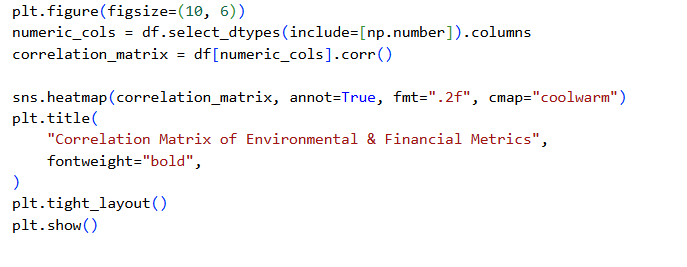 plt.figure(figsize=(10, 6))
numeric_cols = df.select_dtypes(include=[np.number]).columns
correlation_matrix = df[numeric_cols].corr()

sns.heatmap(correlation_matrix, annot=True, fmt=".2f", cmap="coolwarm")
plt.title(
    "Correlation Matrix of Environmental & Financial Metrics",
    fontweight="bold",
)
plt.tight_layout()
plt.show()